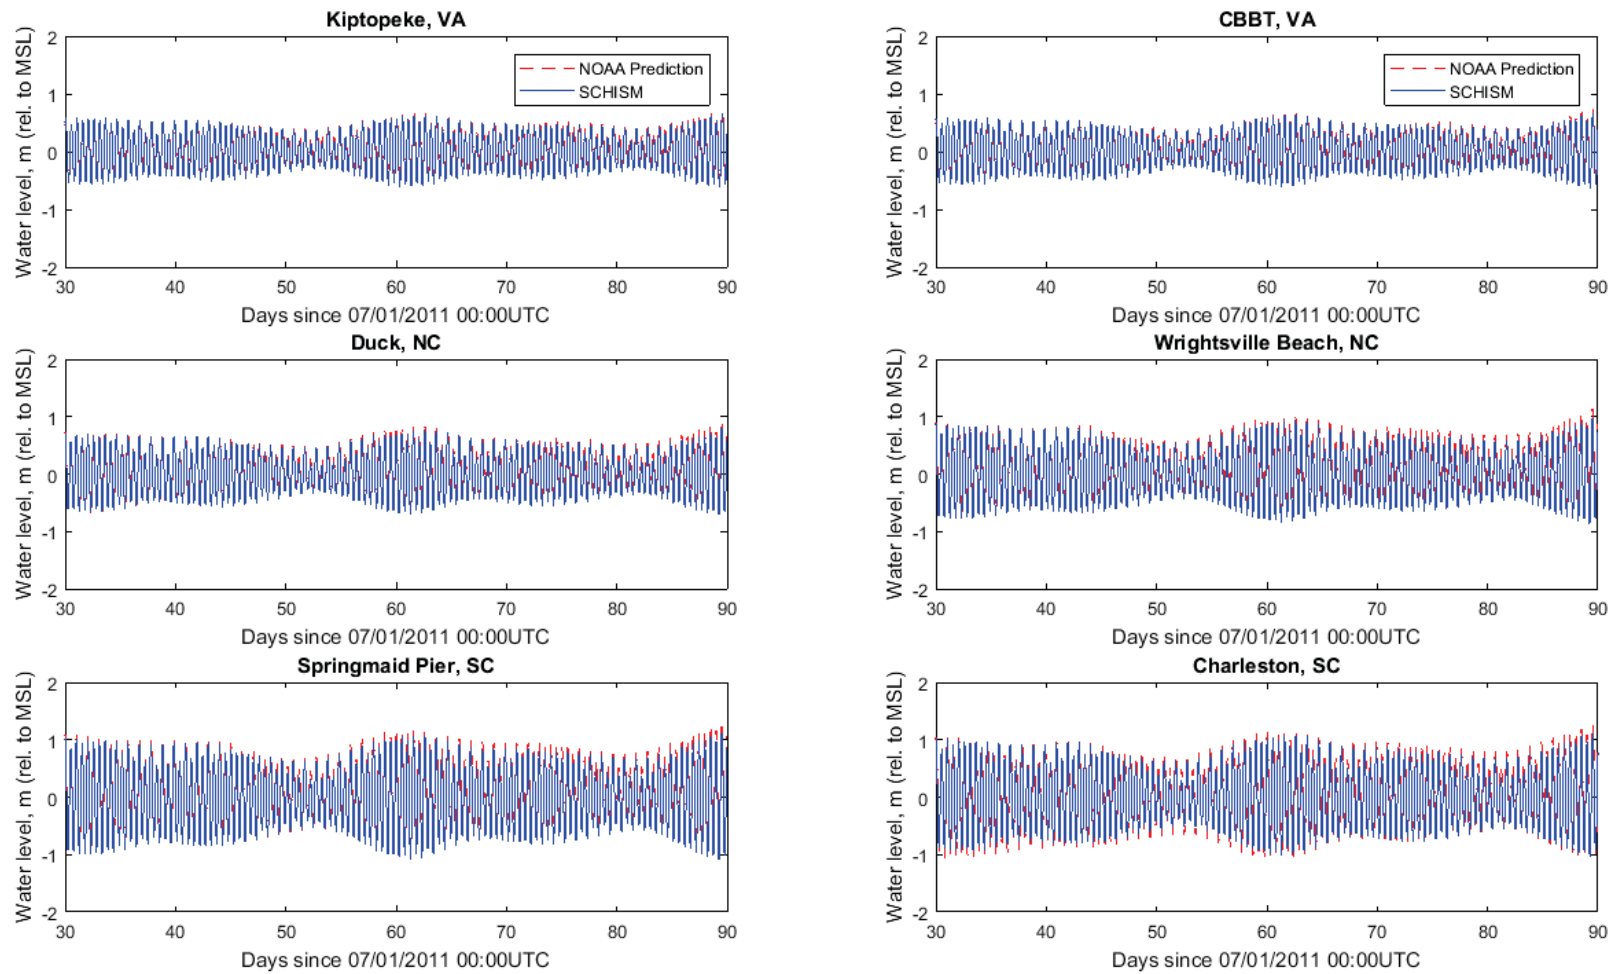 Kiptopeke, VA
Water level, m (rel. to MSL)
2
1
0
-1
-2
NOAA Prediction
SCHISM
30 40 50 60 70 80 90
Days since 07/01/2011 00:00UTC
CBBT, VA
Water level, m (rel. to MSL)
2
1
0
-1
-2
NOAA Prediction
SCHISM
30 40 50 60 70 80 90
Days since 07/01/2011 00:00UTC
Duck, NC
Water level, m (rel. to MSL)
2
1
0
-1
-2
30 40 50 60 70 80 90
Days since 07/01/2011 00:00UTC
Wrightsville Beach, NC
Water level, m (rel. to MSL)
2
1
0
-1
-2
30 40 50 60 70 80 90
Days since 07/01/2011 00:00UTC
Springmaid Pier, SC
Water level, m (rel. to MSL)
2
1
0
-1
-2
30 40 50 60 70 80 90
Days since 07/01/2011 00:00UTC
Charleston, SC
Water level, m (rel. to MSL)
2
1
0
-1
-2
30 40 50 60 70 80 90
Days since 07/01/2011 00:00UTC